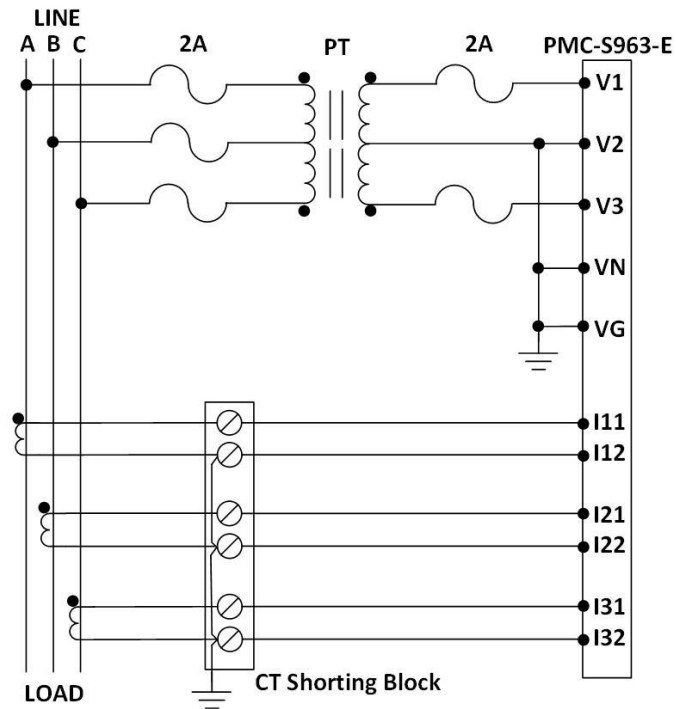 LINE
A B C
2A PT 2A PMC-S963-E
V1
V2
V3
VN
VG
I11
I12
I21
I22
I31
I32
CT Shorting Block
LOAD